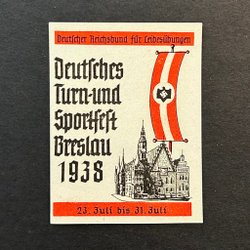 Deutscher Reichsbund für Leibesübungen
Deutsches
Turn-und
Sportfest
Breslau
1938
23. Juli bis 31. Juli